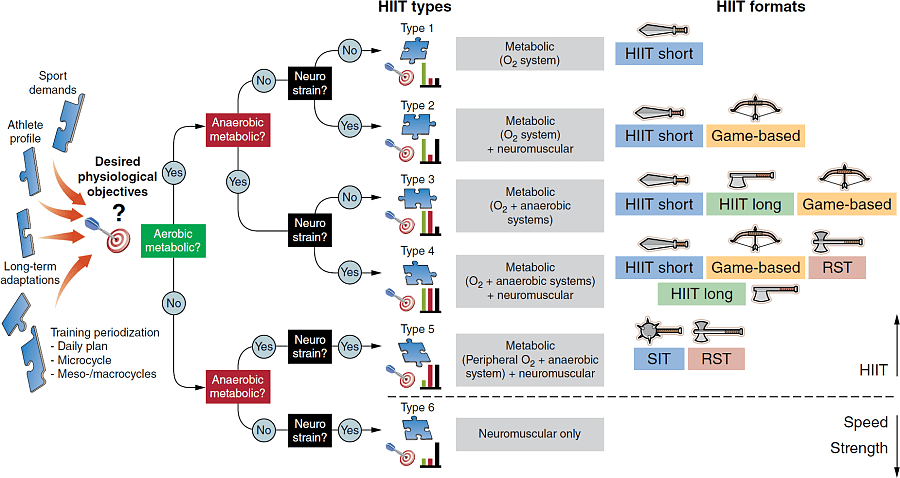 HIIT types
HIIT formats
Sport
demands
Athlete
profile
Desired
physiological
objectives
?
Long-term
adaptations
Training periodization
- Daily plan
- Microcycle
- Meso-/macrocycles
Aerobic
metabolic?
Yes
No
Anaerobic
metabolic?
No
Yes
Neuro
strain?
No
Yes
Neuro
strain?
No
Yes
Anaerobic
metabolic?
Yes
No
Neuro
strain?
Yes
Neuro
strain?
Yes
Type 1
Metabolic
(O₂ system)
HIIT short
Type 2
Metabolic
(O₂ system)
+ neuromuscular
HIIT short
Game-based
Type 3
Metabolic
(O₂ + anaerobic
systems)
HIIT short
HIIT long
Game-based
Type 4
Metabolic
(O₂ + anaerobic systems)
+ neuromuscular
HIIT short
Game-based
RST
HIIT long
Type 5
Metabolic
(Peripheral O₂ + anaerobic
system) + neuromuscular
SIT
RST
HIIT
Type 6
Neuromuscular only
Speed
Strength